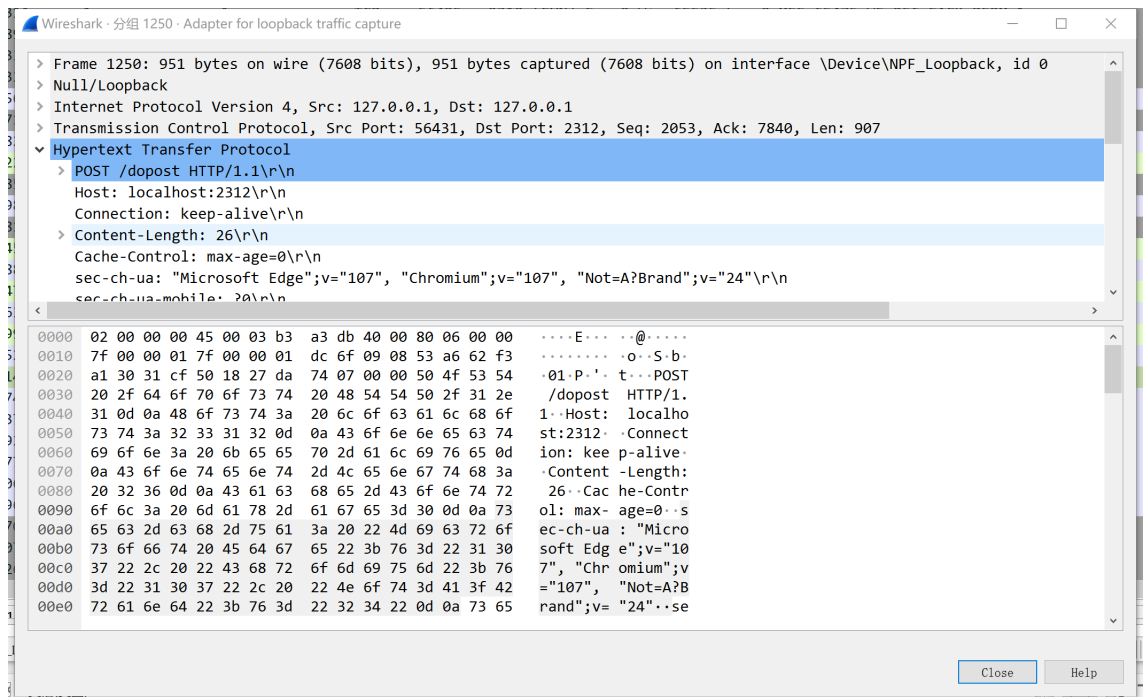 Wireshark · 分组 1250 · Adapter for loopback traffic capture
Frame 1250: 951 bytes on wire (7608 bits), 951 bytes captured (7608 bits) on interface \Device\NPF_Loopback, id 0
Null/Loopback
Internet Protocol Version 4, Src: 127.0.0.1, Dst: 127.0.0.1
Transmission Control Protocol, Src Port: 56431, Dst Port: 2312, Seq: 2053, Ack: 7840, Len: 907
Hypertext Transfer Protocol
POST /dopost HTTP/1.1\r\n
Host: localhost:2312\r\n
Connection: keep-alive\r\n
Content-Length: 26\r\n
Cache-Control: max-age=0\r\n
sec-ch-ua: "Microsoft Edge";v="107", "Chromium";v="107", "Not=A?Brand";v="24"\r\n
sec-ch-ua-mobile: ?0\r\n
0000 02 00 00 00 45 00 03 b3 a3 db 40 00 80 06 00 00 ····E··· ··@·····
0010 7f 00 00 01 7f 00 00 01 dc 6f 09 08 53 a6 62 f3 ········ ·o··S·b·
0020 a1 30 31 cf 50 18 27 da 74 07 00 00 50 4f 53 54 ·01·P·'· t···POST
0030 20 2f 64 6f 70 6f 73 74 20 48 54 54 50 2f 31 2e /dopost HTTP/1.
0040 31 0d 0a 48 6f 73 74 3a 20 6c 6f 63 61 6c 68 6f 1··Host: localho
0050 73 74 3a 32 33 31 32 0d 0a 43 6f 6e 6e 65 63 74 st:2312· ·Connect
0060 69 6f 6e 3a 20 6b 65 65 70 2d 61 6c 69 76 65 0d ion: kee p-alive·
0070 0a 43 6f 6e 74 65 6e 74 2d 4c 65 6e 67 74 68 3a ·Content -Length:
0080 20 32 36 0d 0a 43 61 63 68 65 2d 43 6f 6e 74 72 26··Cac he-Contr
0090 6f 6c 3a 20 6d 61 78 2d 61 67 65 3d 30 0d 0a 73 ol: max- age=0··s
00a0 65 63 2d 63 68 2d 75 61 3a 20 22 4d 69 63 72 6f ec-ch-ua : "Micro
00b0 73 6f 66 74 20 45 64 67 65 22 3b 76 3d 22 31 30 soft Edg e";v="10
00c0 37 22 2c 20 22 43 68 72 6f 6d 69 75 6d 22 3b 76 7", "Chr omium";v
00d0 3d 22 31 30 37 22 2c 20 22 4e 6f 74 3d 41 3f 42 ="107", "Not=A?B
00e0 72 61 6e 64 22 3b 76 3d 22 32 34 22 0d 0a 73 65 rand";v= "24"··se
Close
Help